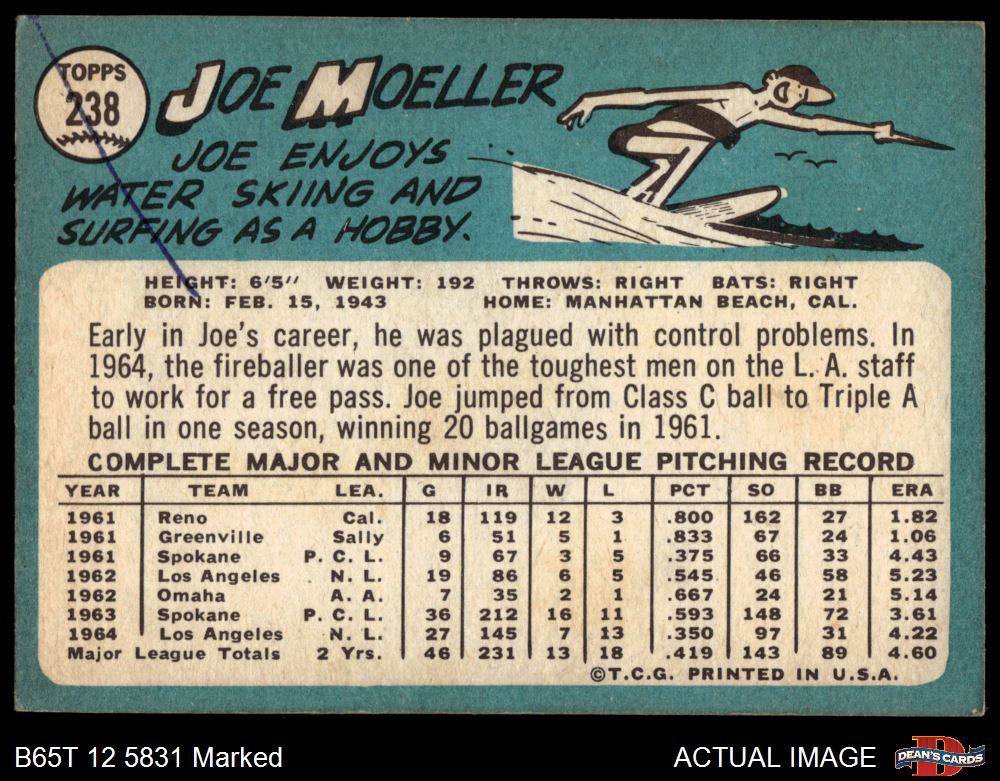 TOPPS
238
JOE MOELLER
JOE ENJOYS
WATER SKIING AND
SURFING AS A HOBBY.
HEIGHT: 6'5" WEIGHT: 192 THROWS: RIGHT BATS: RIGHT
BORN: FEB. 15, 1943 HOME: MANHATTAN BEACH, CAL.
Early in Joe's career, he was plagued with control problems. In
1964, the fireballer was one of the toughest men on the L. A. staff
to work for a free pass. Joe jumped from Class C ball to Triple A
ball in one season, winning 20 ballgames in 1961.
COMPLETE MAJOR AND MINOR LEAGUE PITCHING RECORD
YEAR TEAM LEA. G IR W L PCT SO BB ERA
1961 Reno Cal. 18 119 12 3 .800 162 27 1.82
1961 Greenville Sally 6 51 5 1 .833 67 24 1.06
1961 Spokane P. C. L. 9 67 3 5 .375 66 33 4.43
1962 Los Angeles N. L. 19 86 6 5 .545 46 58 5.23
1962 Omaha A. A. 7 35 2 1 .667 24 21 5.14
1963 Spokane P.C.L. 36 212 16 11 .593 148 72 3.61
1964 Los Angeles N. L. 27 145 7 13 .350 97 31 4.22
Major League Totals 2 Yrs. 46 231 13 18 .419 143 89 4.60
©T.C.G. PRINTED IN U.S.A.
B65T 12 5831 Marked
ACTUAL IMAGE
D
DEAN'S CARDS